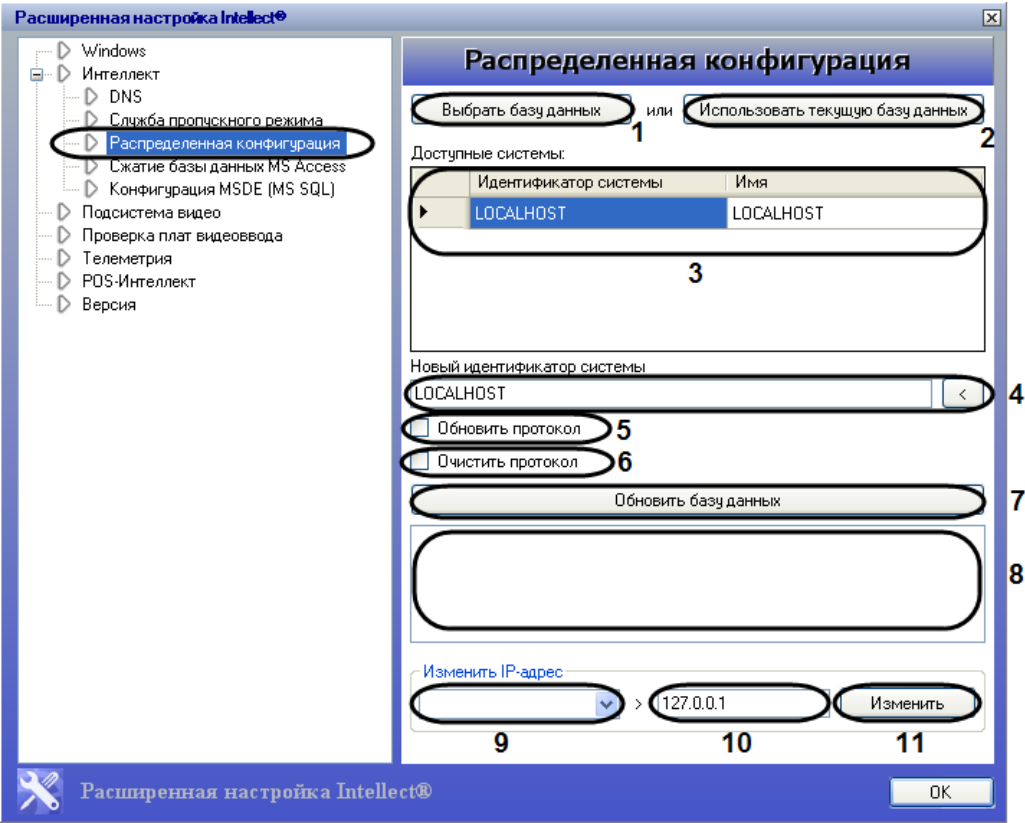 Расширенная настройка Intellect®
Windows
Интеллект
DNS
Служба пропускного режима
Распределенная конфигурация
Сжатие базы данных MS Access
Конфигурация MSDE (MS SQL)
Подсистема видео
Проверка плат видеоввода
Телеметрия
POS-Интеллект
Версия
Распределенная конфигурация
Выбрать базу данных или Использовать текущую базу данных
1 2
Доступные системы:
Идентификатор системы Имя
LOCALHOST LOCALHOST
3
Новый идентификатор системы
LOCALHOST < 4
Обновить протокол 5
Очистить протокол 6
Обновить базу данных 7
8
Изменить IP-адрес
> 127.0.0.1 Изменить
9 10 11
Расширенная настройка Intellect® OK